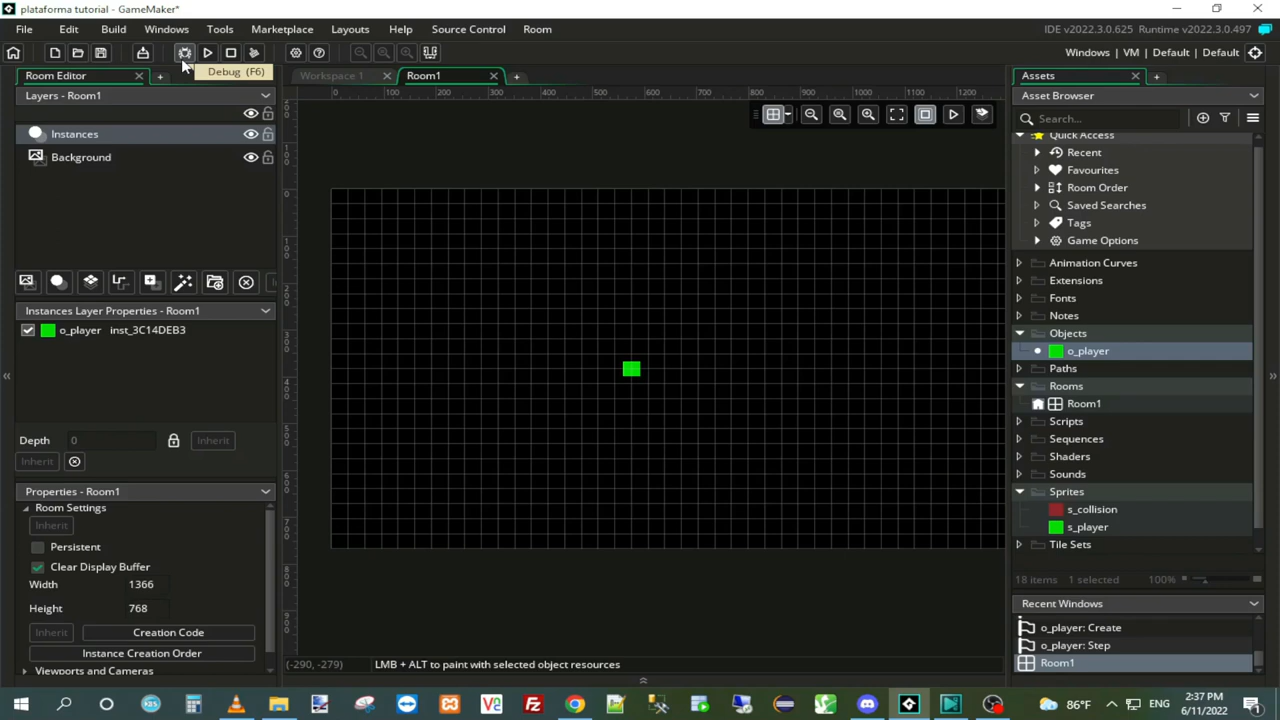 plataforma tutorial - GameMaker*
File Edit Build Windows Tools Marketplace Layouts Help Source Control Room
IDE v2022.3.0.625 Runtime v2022.3.0.497
Windows | VM | Default | Default
Debug (F6)
Room Editor
Workspace 1
Room1
Assets
Layers - Room1
Asset Browser
0 100 200 300 400 500 600 700 800 900 1000 1100 1200
Search...
Instances
Background
Quick Access
Recent
Favourites
Room Order
Saved Searches
Tags
Game Options
Animation Curves
Extensions
Fonts
Notes
Objects
o_player
Paths
Rooms
Room1
Scripts
Sequences
Shaders
Sounds
Sprites
s_collision
s_player
Tile Sets
18 items 1 selected 100%
Instances Layer Properties - Room1
o_player inst_3C14DEB3
Depth 0 Inherit
Inherit
Properties - Room1
Room Settings
Inherit
Persistent
Clear Display Buffer
Width 1366
Height 768
Inherit Creation Code
Instance Creation Order
Viewports and Cameras
(-290, -279) LMB + ALT to paint with selected object resources
Recent Windows
o_player: Create
o_player: Step
Room1
86°F
ENG
2:37 PM
6/11/2022